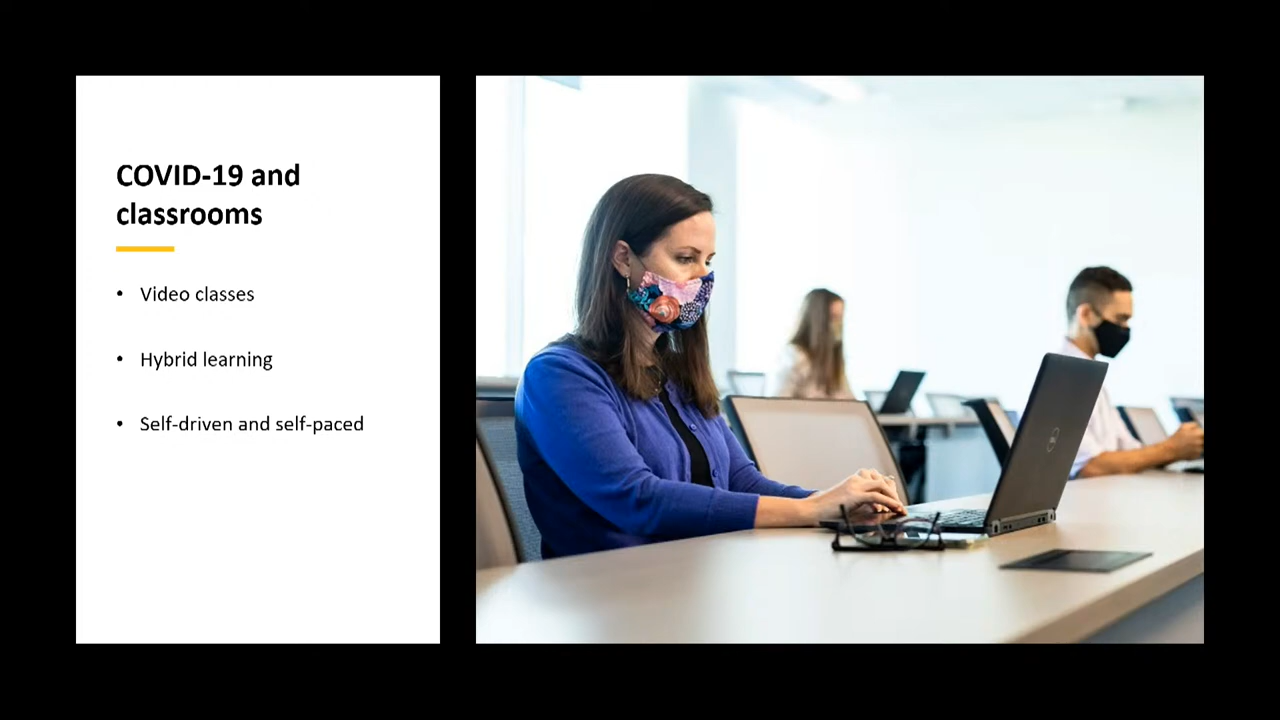 COVID-19 and
classrooms
• Video classes
• Hybrid learning
• Self-driven and self-paced